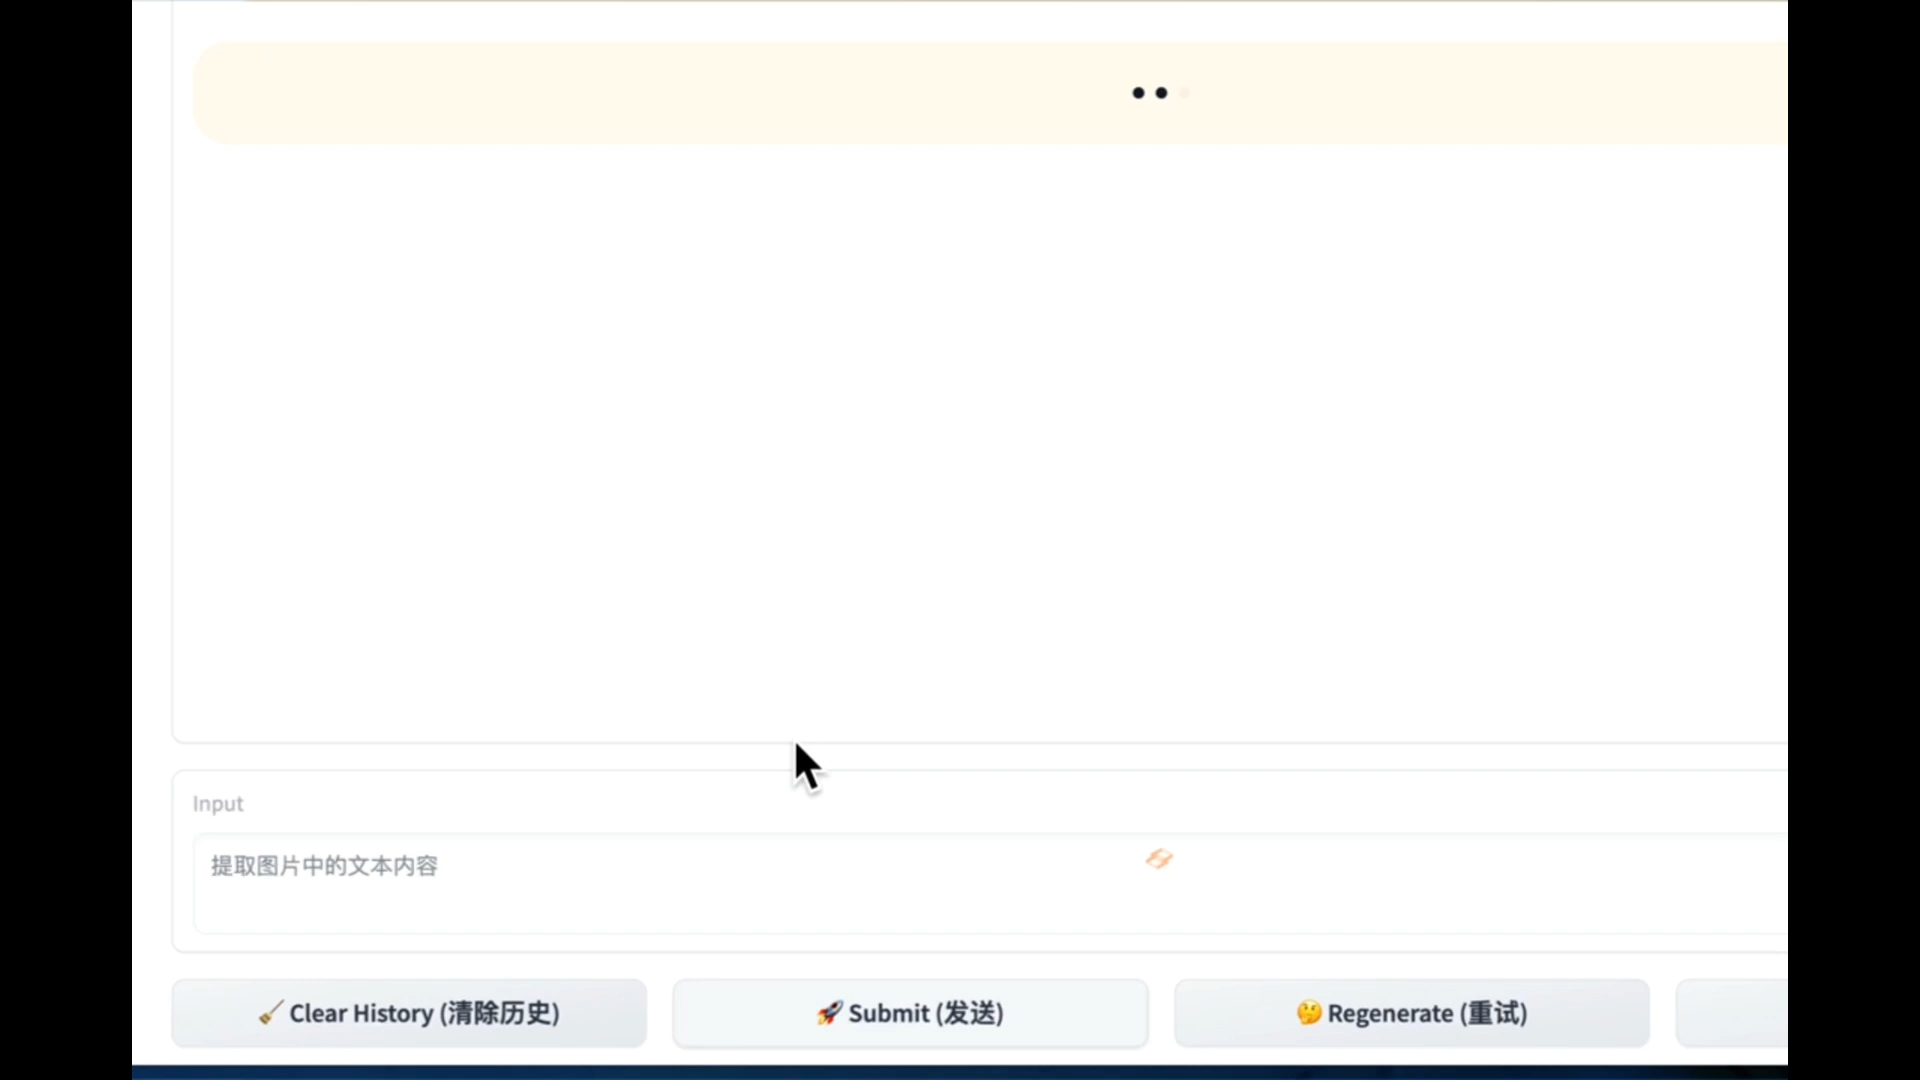 Input
提取图片中的文本内容
🧹 Clear History (清除历史)
🚀 Submit (发送)
🤔 Regenerate (重试)